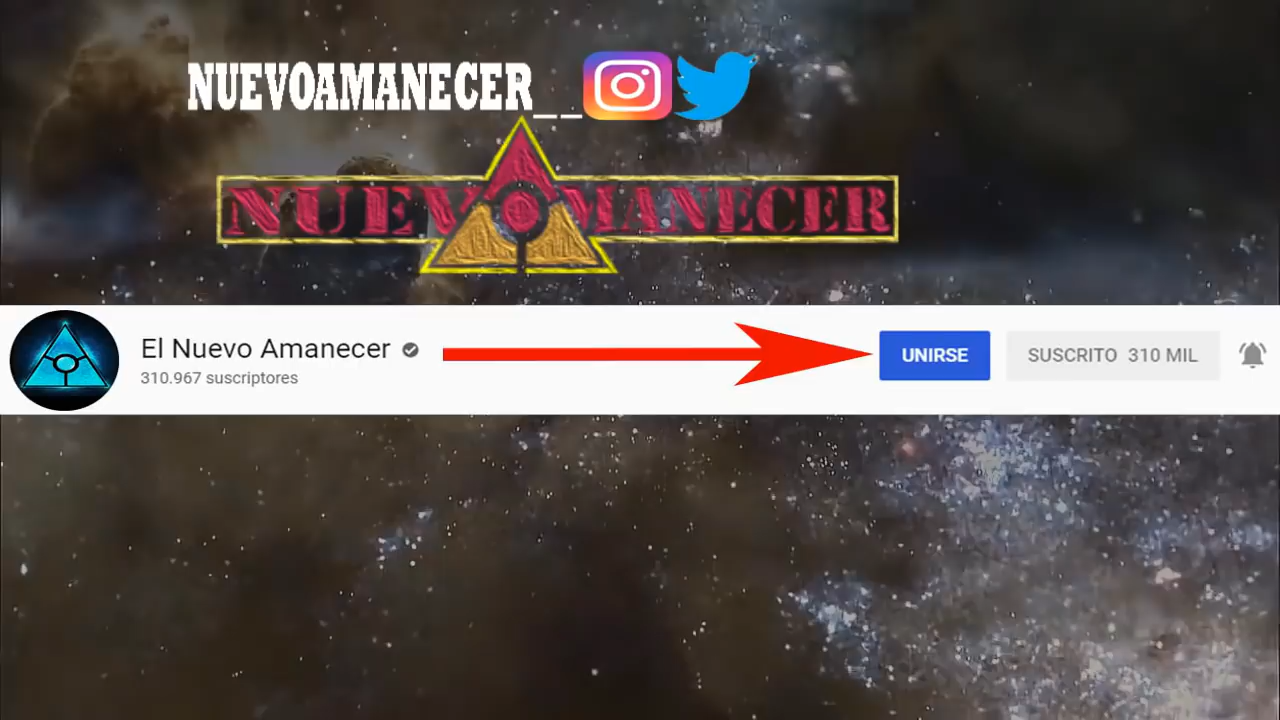 NUEVOAMANECER__
NUEVOAMANECER
El Nuevo Amanecer
310.967 suscriptores
UNIRSE
SUSCRITO 310 MIL